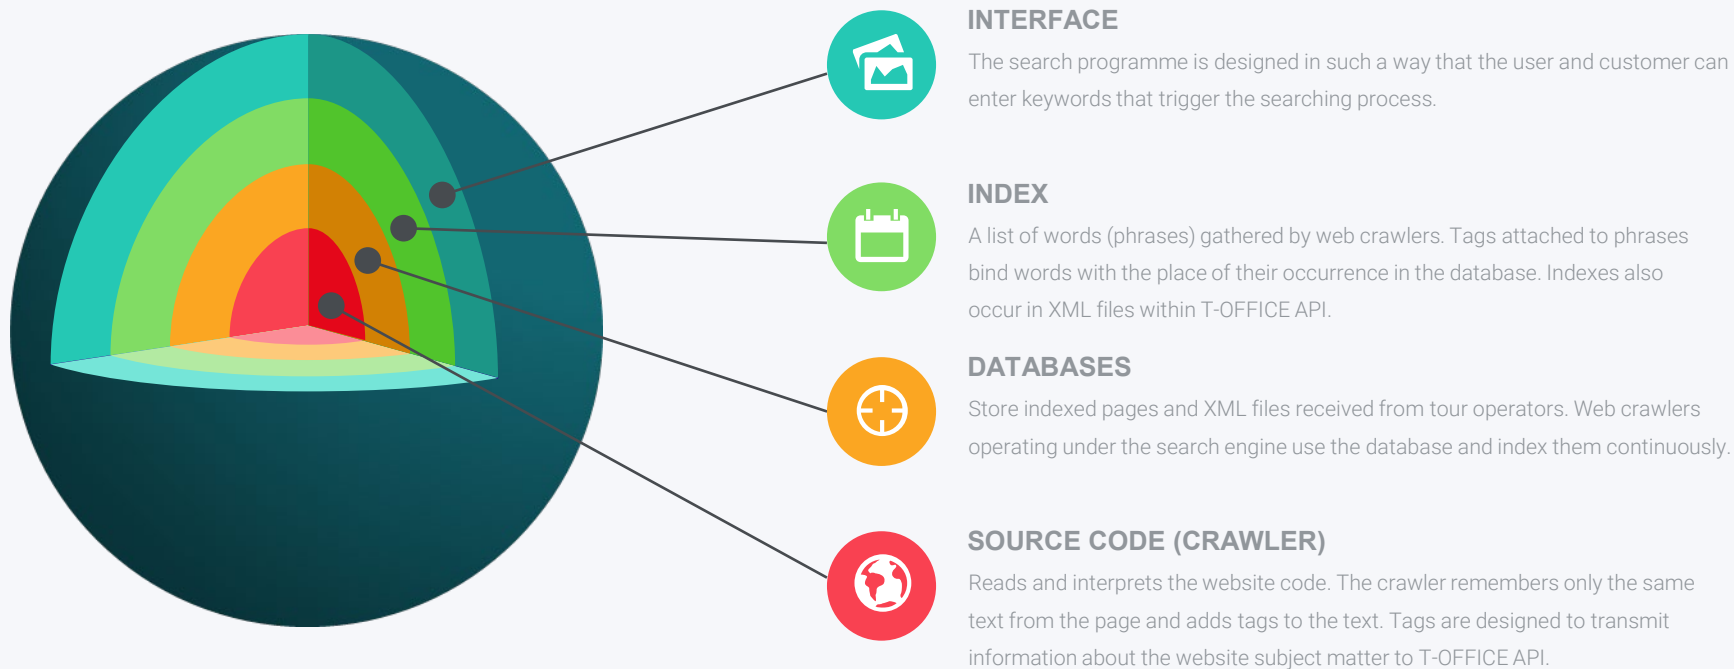 INTERFACE
The search programme is designed in such a way that the user and customer can
enter keywords that trigger the searching process.
INDEX
A list of words (phrases) gathered by web crawlers. Tags attached to phrases
bind words with the place of their occurrence in the database. Indexes also
occur in XML files within T-OFFICE API.
DATABASES
Store indexed pages and XML files received from tour operators. Web crawlers
operating under the search engine use the database and index them continuously.
SOURCE CODE (CRAWLER)
Reads and interprets the website code. The crawler remembers only the same
text from the page and adds tags to the text. Tags are designed to transmit
information about the website subject matter to T-OFFICE API.